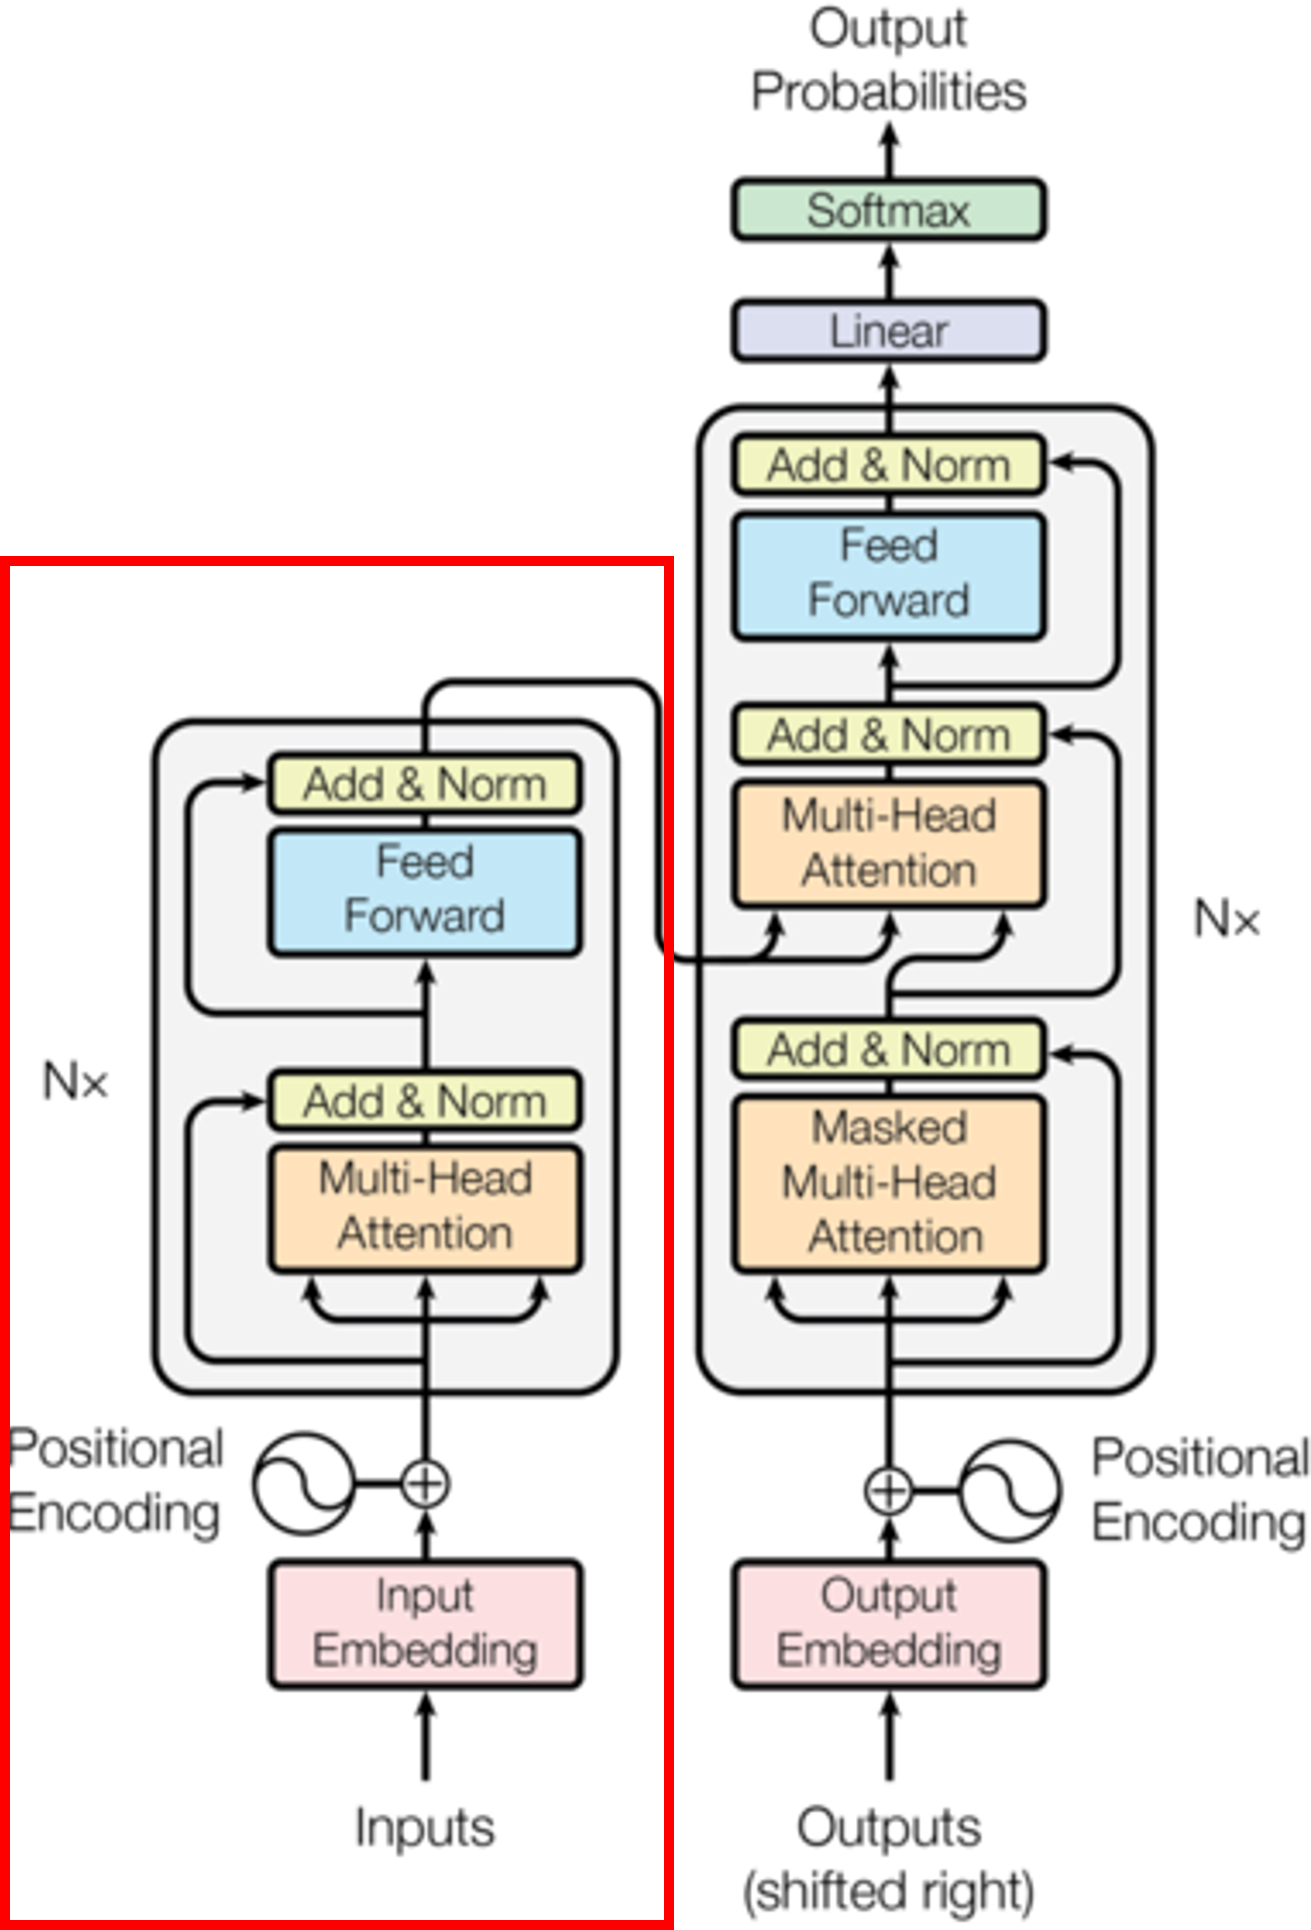 Output
Probabilities
Softmax
Linear
Add & Norm
Feed
Forward
Add & Norm
Multi-Head
Attention
Nx
Add & Norm
Masked
Multi-Head
Attention
Positional
Encoding
Output
Embedding
Outputs
(shifted right)
Add & Norm
Feed
Forward
Nx
Add & Norm
Multi-Head
Attention
Positional
Encoding
Input
Embedding
Inputs